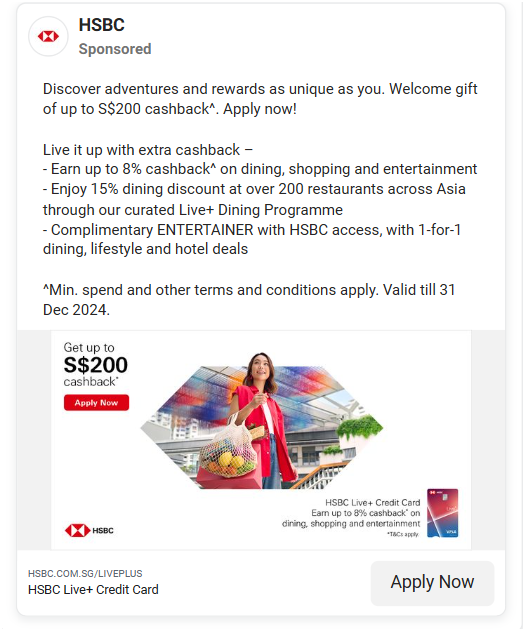 HSBC
Sponsored
Discover adventures and rewards as unique as you. Welcome gift
of up to S$200 cashback^. Apply now!
Live it up with extra cashback –
- Earn up to 8% cashback^ on dining, shopping and entertainment
- Enjoy 15% dining discount at over 200 restaurants across Asia
through our curated Live+ Dining Programme
- Complimentary ENTERTAINER with HSBC access, with 1-for-1
dining, lifestyle and hotel deals
^Min. spend and other terms and conditions apply. Valid till 31
Dec 2024.
Get up to
S$200
cashback*
Apply Now
HSBC Live+ Credit Card
Earn up to 8% cashback* on
dining, shopping and entertainment
*T&Cs apply.
VISA
HSBC
HSBC.COM.SG/LIVEPLUS
HSBC Live+ Credit Card
Apply Now